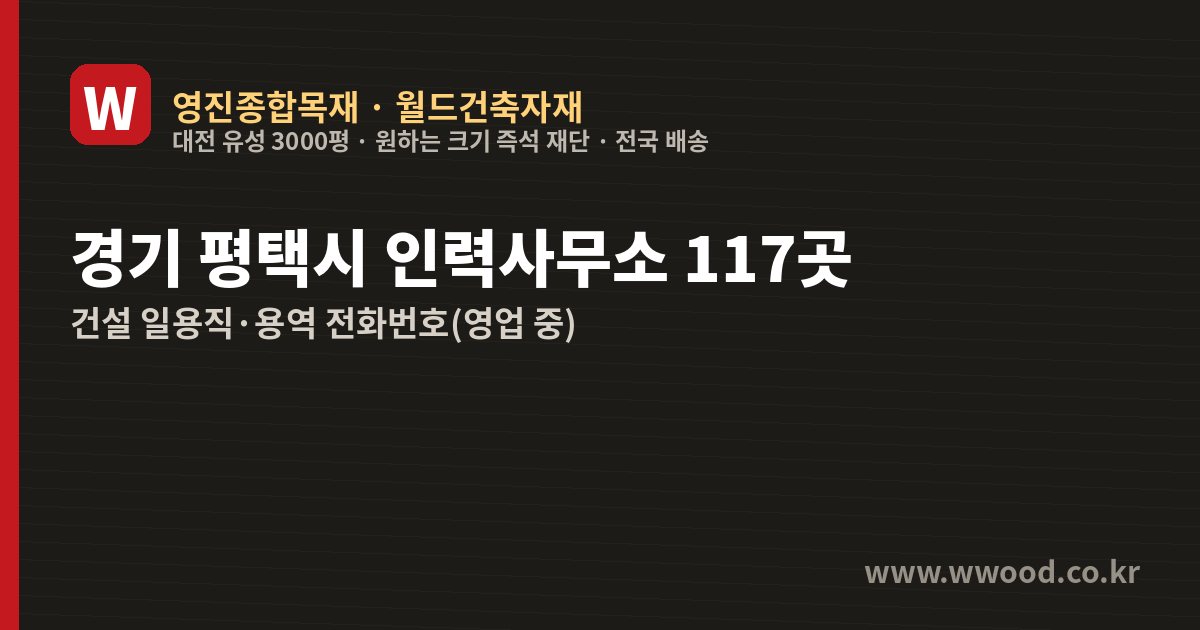 W
영진종합목재 · 월드건축자재
대전 유성 3000평 · 원하는 크기 즉석 재단 · 전국 배송
경기 평택시 인력사무소 117곳
건설 일용직·용역 전화번호(영업 중)
www.wwood.co.kr